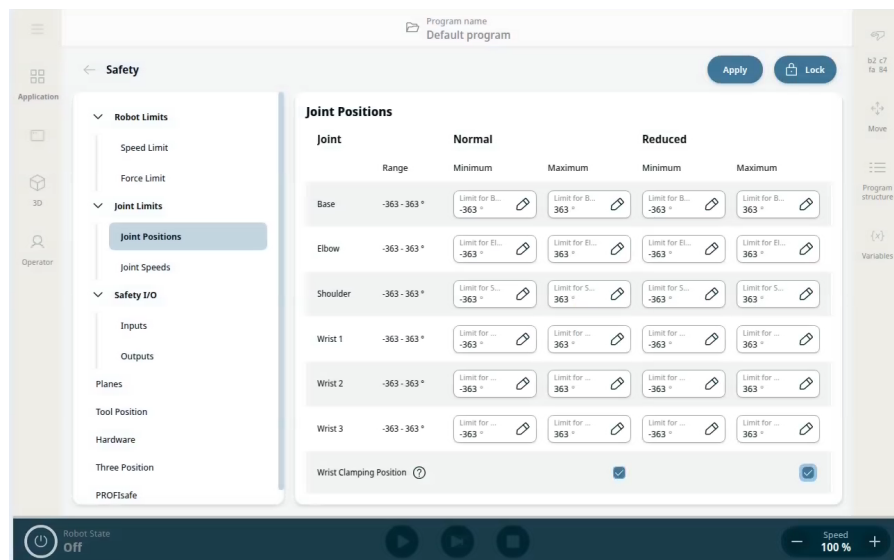 Program name
Default program
b2 c7
fa 84
Safety
Apply
Lock
Application
3D
Operator
Move
Program
structure
{x}
Variables
Robot Limits
Speed Limit
Force Limit
Joint Limits
Joint Positions
Joint Speeds
Safety I/O
Inputs
Outputs
Planes
Tool Position
Hardware
Three Position
PROFIsafe
Joint Positions
Joint Normal Reduced
Range Minimum Maximum Minimum Maximum
Limit for B... Limit for B... Limit for B... Limit for B...
Base -363 - 363 ° -363 ° 363 ° -363 ° 363 °
Limit for El... Limit for El... Limit for El... Limit for El...
Elbow -363 - 363 ° -363 ° 363 ° -363 ° 363 °
Limit for S... Limit for S... Limit for S... Limit for S...
Shoulder -363 - 363 ° -363 ° 363 ° -363 ° 363 °
Limit for ... Limit for ... Limit for ... Limit for ...
Wrist 1 -363 - 363 ° -363 ° 363 ° -363 ° 363 °
Limit for ... Limit for ... Limit for ... Limit for ...
Wrist 2 -363 - 363 ° -363 ° 363 ° -363 ° 363 °
Limit for ... Limit for ... Limit for ... Limit for ...
Wrist 3 -363 - 363 ° -363 ° 363 ° -363 ° 363 °
Wrist Clamping Position ?
Robot State
Off
Speed
100 %